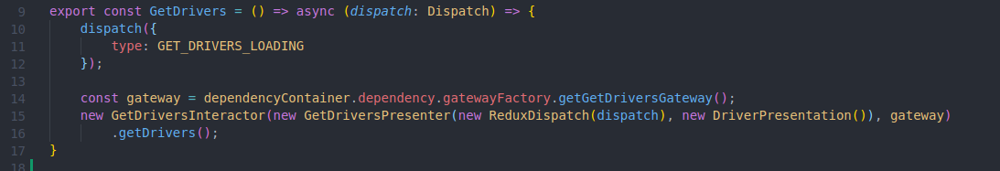 9 export const GetDrivers = () => async (dispatch: Dispatch) => {
10 dispatch({
11 type: GET_DRIVERS_LOADING
12 });
13
14 const gateway = dependencyContainer.dependency.gatewayFactory.getGetDriversGateway();
15 new GetDriversInteractor(new GetDriversPresenter(new ReduxDispatch(dispatch), new DriverPresentation()), gateway)
16 .getDrivers();
17 }
18